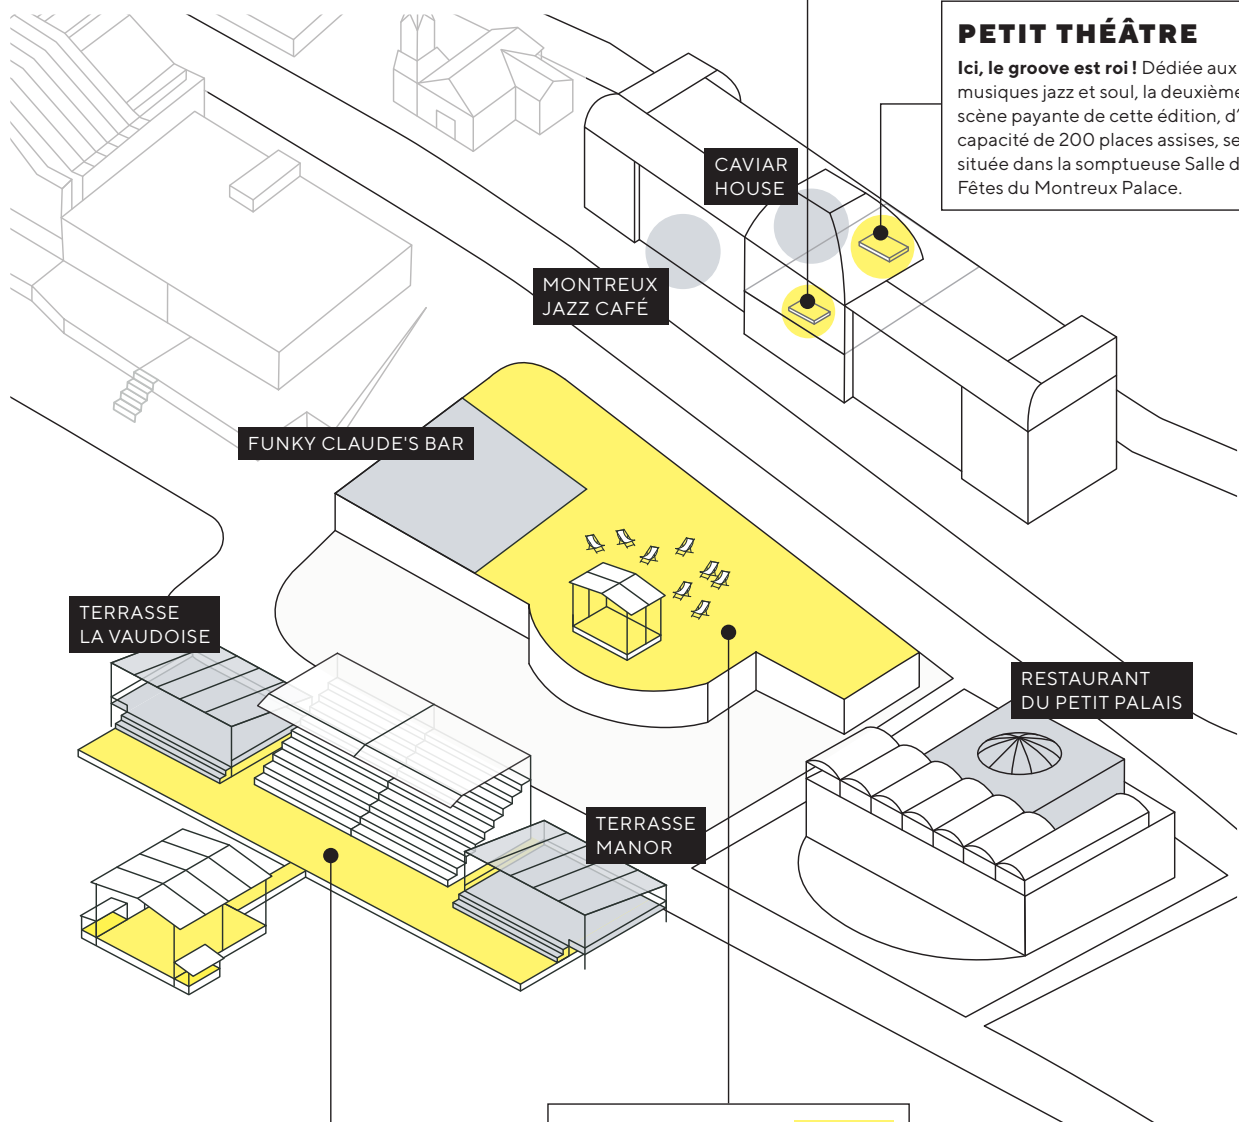 PETIT THÉÂTRE
Ici, le groove est roi ! Dédiée aux
musiques jazz et soul, la deuxième
scène payante de cette édition, d’
capacité de 200 places assises, se
située dans la somptueuse Salle d
Fêtes du Montreux Palace.
CAVIAR
HOUSE
MONTREUX
JAZZ CAFÉ
FUNKY CLAUDE'S BAR
TERRASSE
LA VAUDOISE
RESTAURANT
DU PETIT PALAIS
TERRASSE
MANOR